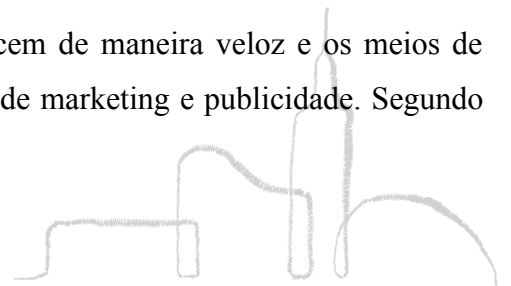 cem de maneira veloz e os meios de
de marketing e publicidade. Segundo